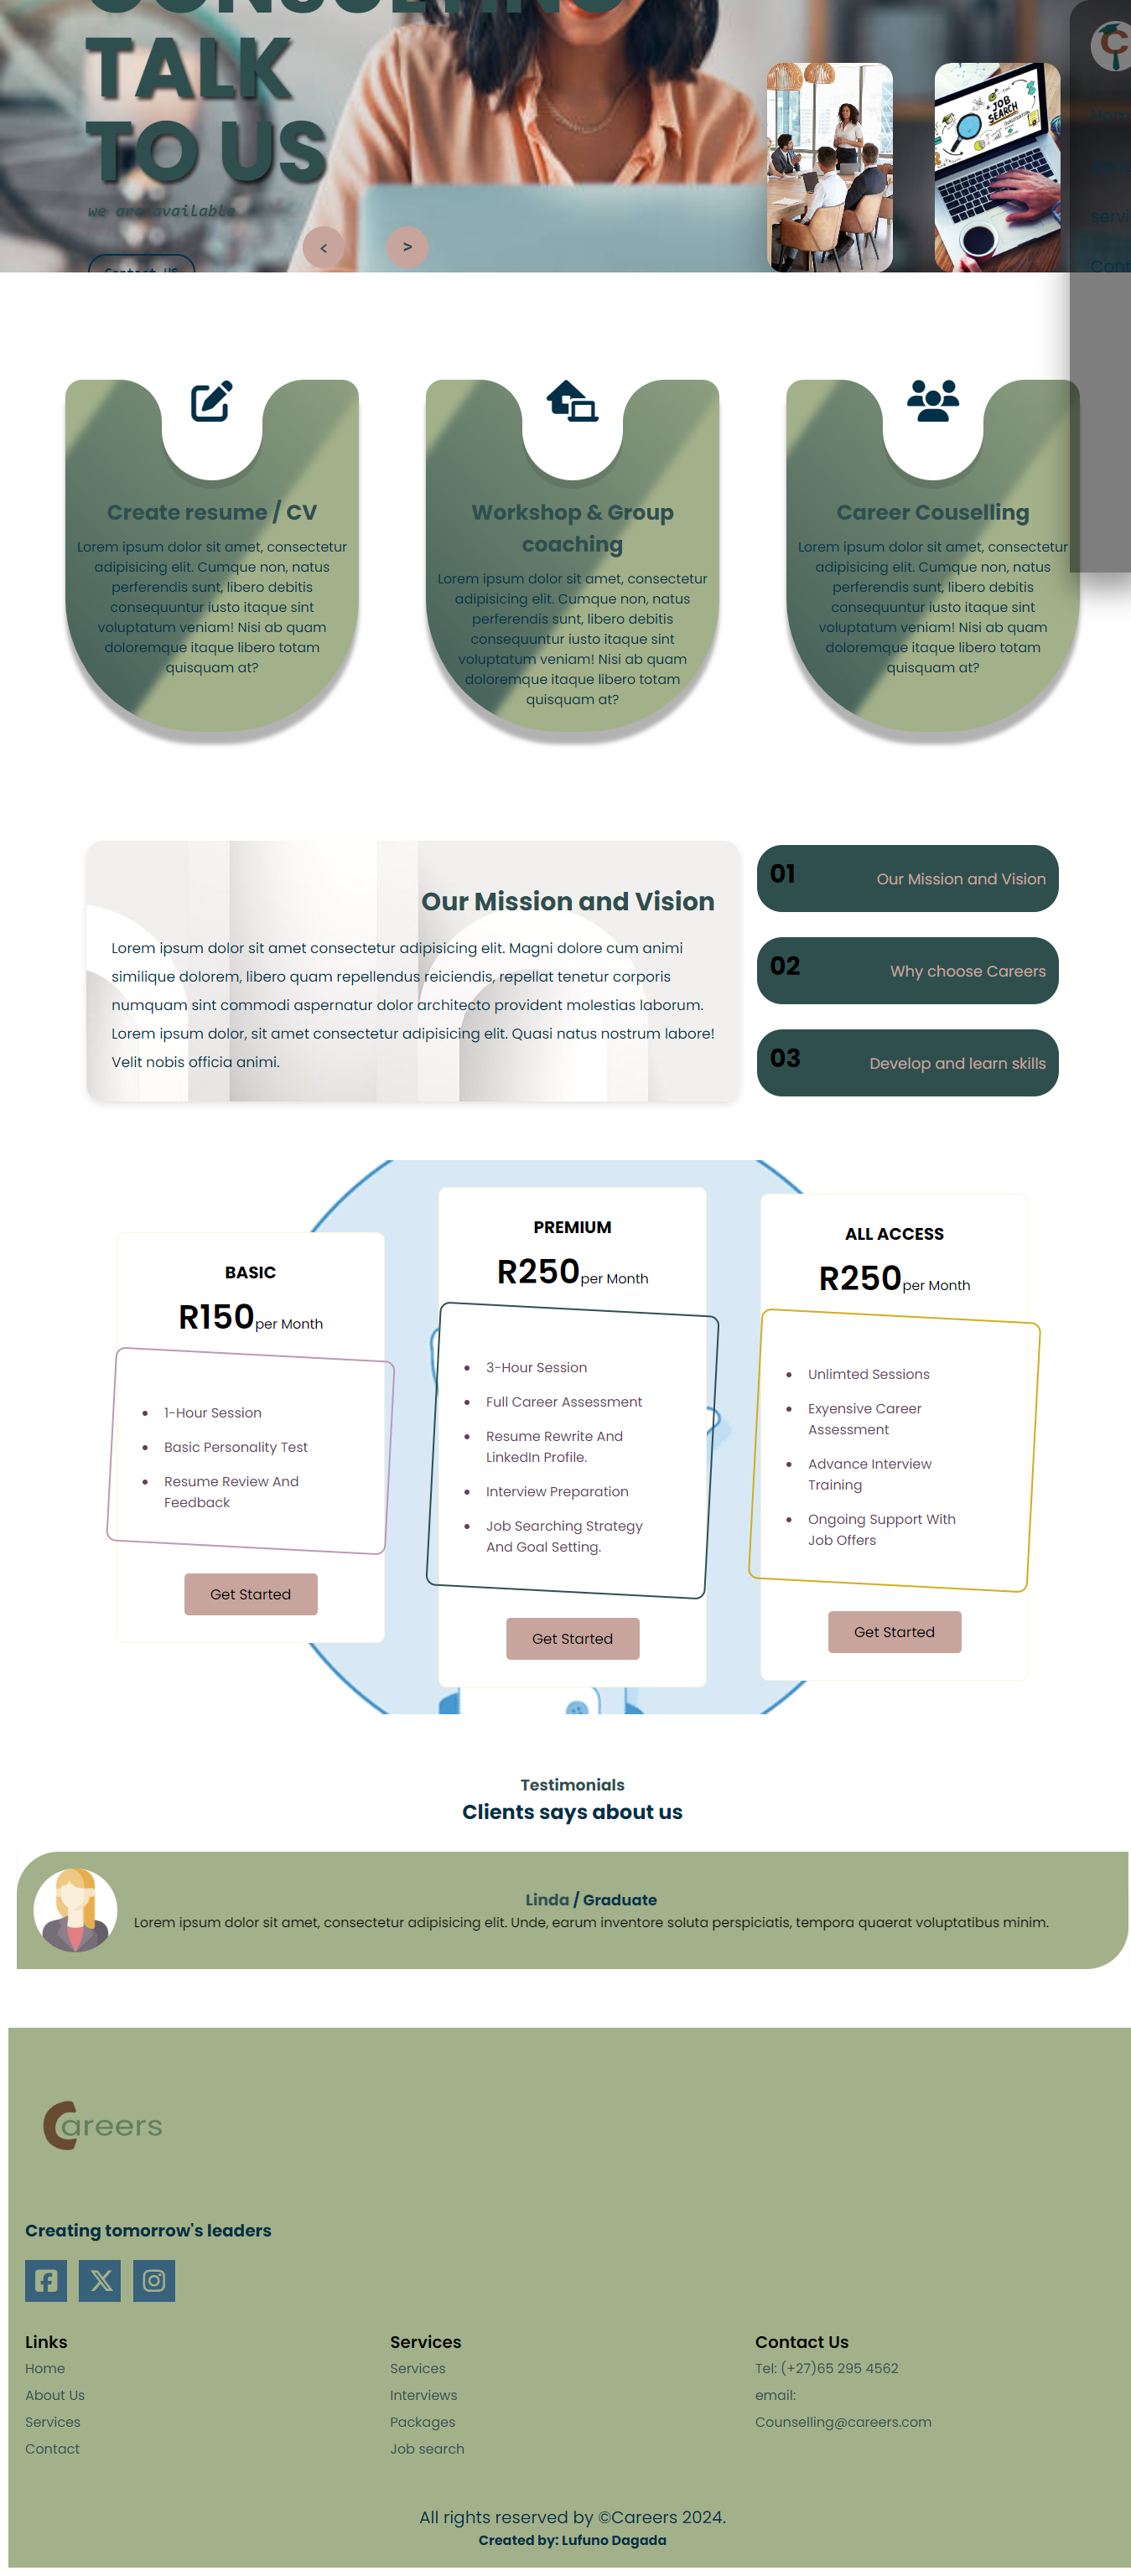 CONSULTING
TALK
TO US
we are available
Contact US
<
>
JOB
SEARCH
C
servi
Cont
Create resume / CV
Lorem ipsum dolor sit amet, consectetur
adipisicing elit. Cumque non, natus
perferendis sunt, libero debitis
consequuntur iusto itaque sint
voluptatum veniam! Nisi ab quam
doloremque itaque libero totam
quisquam at?
Workshop & Group
coaching
Lorem ipsum dolor sit amet, consectetur
adipisicing elit. Cumque non, natus
perferendis sunt, libero debitis
consequuntur iusto itaque sint
voluptatum veniam! Nisi ab quam
doloremque itaque libero totam
quisquam at?
Career Couselling
Lorem ipsum dolor sit amet, consectetur
adipisicing elit. Cumque non, natus
perferendis sunt, libero debitis
consequuntur iusto itaque sint
voluptatum veniam! Nisi ab quam
doloremque itaque libero totam
quisquam at?
Our Mission and Vision
Lorem ipsum dolor sit amet consectetur adipisicing elit. Magni dolore cum animi
similique dolorem, libero quam repellendus reiciendis, repellat tenetur corporis
numquam sint commodi aspernatur dolor architecto provident molestias laborum.
Lorem ipsum dolor, sit amet consectetur adipisicing elit. Quasi natus nostrum labore!
Velit nobis officia animi.
01 Our Mission and Vision
02 Why choose Careers
03 Develop and learn skills
BASIC
R150per Month
1-Hour Session
Basic Personality Test
Resume Review And
Feedback
Get Started
PREMIUM
R250per Month
3-Hour Session
Full Career Assessment
Resume Rewrite And
LinkedIn Profile.
Interview Preparation
Job Searching Strategy
And Goal Setting.
Get Started
ALL ACCESS
R250per Month
Unlimted Sessions
Exyensive Career
Assessment
Advance Interview
Training
Ongoing Support With
Job Offers
Get Started
Testimonials
Clients says about us
Linda / Graduate
Lorem ipsum dolor sit amet, consectetur adipisicing elit. Unde, earum inventore soluta perspiciatis, tempora quaerat voluptatibus minim.
Careers
Creating tomorrow's leaders
Links
Home
About Us
Services
Contact
Services
Services
Interviews
Packages
Job search
Contact Us
Tel: (+27)65 295 4562
email:
Counselling@careers.com
All rights reserved by ©Careers 2024.
Created by: Lufuno Dagada